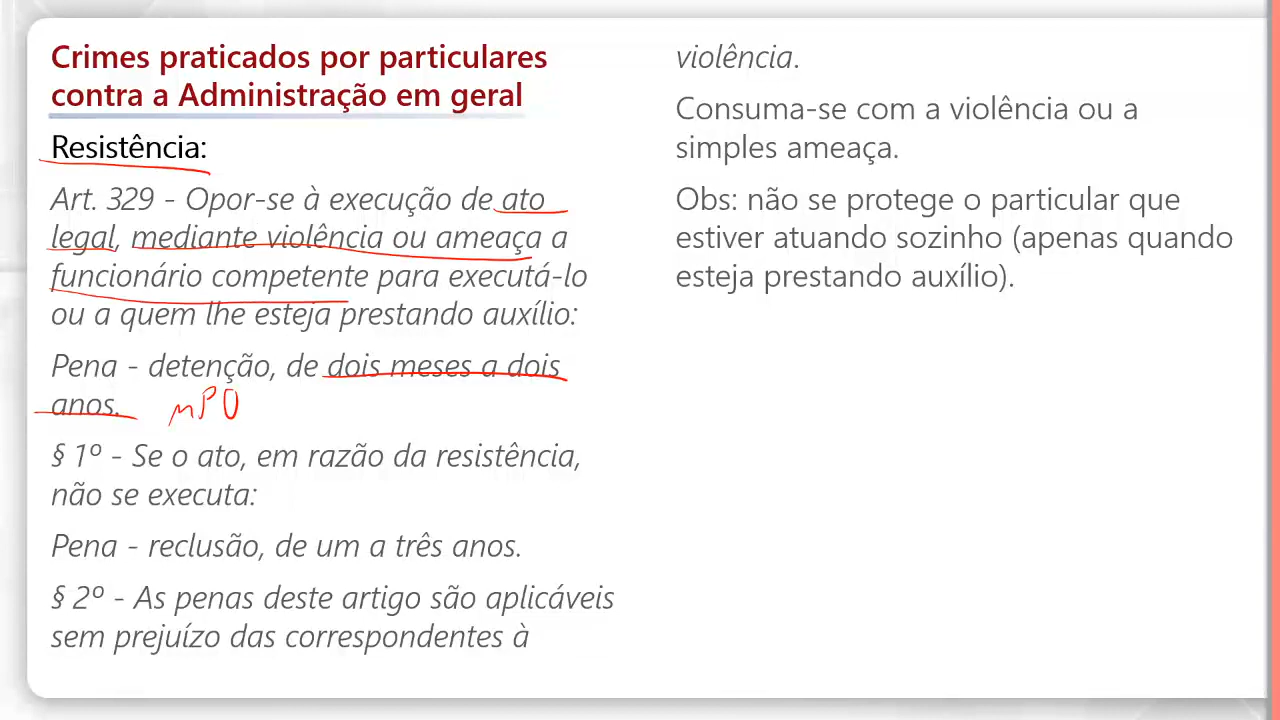 Crimes praticados por particulares
contra a Administração em geral
Resistência:
Art. 329 - Opor-se à execução de ato
legal, mediante violência ou ameaça a
funcionário competente para executá-lo
ou a quem lhe esteja prestando auxílio:
Pena - detenção, de dois meses a dois
anos. MPO
§ 1º - Se o ato, em razão da resistência,
não se executa:
Pena - reclusão, de um a três anos.
§ 2º - As penas deste artigo são aplicáveis
sem prejuízo das correspondentes à
violência.
Consuma-se com a violência ou a
simples ameaça.
Obs: não se protege o particular que
estiver atuando sozinho (apenas quando
esteja prestando auxílio).